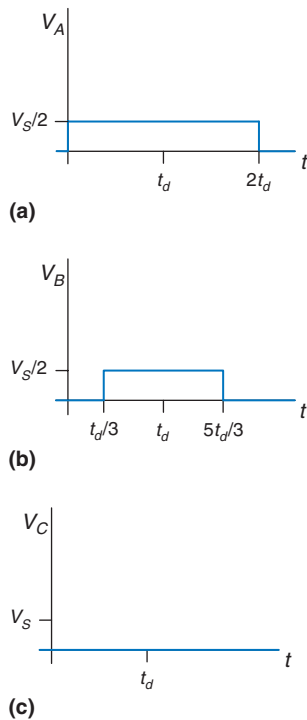 V_A
V_S/2
t
t_d 2t_d
(a)
V_B
V_S/2
t
t_d/3 t_d 5t_d/3
(b)
V_C
V_S
t
t_d
(c)